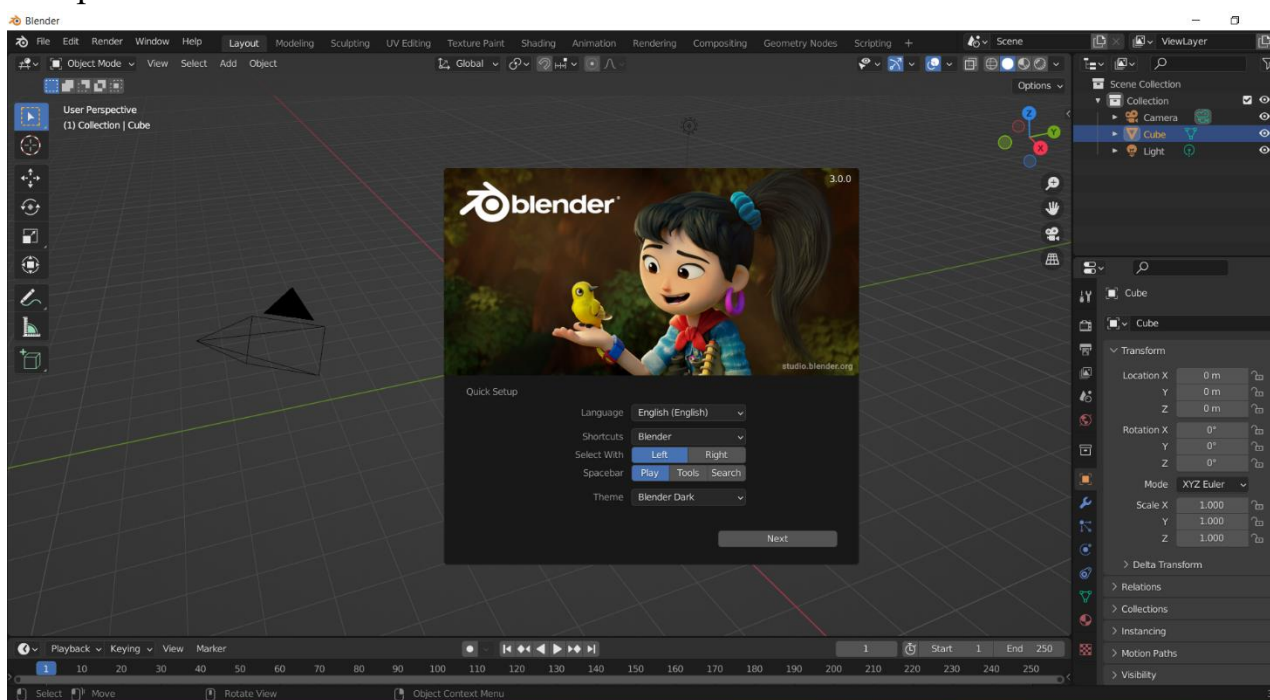 Blender
File Edit Render Window Help Layout Modeling Sculpting UV Editing Texture Paint Shading Animation Rendering Compositing Geometry Nodes Scripting + Scene ViewLayer
Object Mode View Select Add Object Global
Options
User Perspective
(1) Collection | Cube
Z
Y
X
Scene Collection
Collection
Camera
Cube
Light
blender
3.0.0
studio.blender.org
Quick Setup
Language English (English)
Shortcuts Blender
Select With Left Right
Spacebar Play Tools Search
Theme Blender Dark
Next
Cube
Cube
Transform
Location X 0 m
Y 0 m
Z 0 m
Rotation X 0°
Y 0°
Z 0°
Mode XYZ Euler
Scale X 1.000
Y 1.000
Z 1.000
Delta Transform
Relations
Collections
Instancing
Motion Paths
Visibility
Playback Keying View Marker 1 Start 1 End 250
1 10 20 30 40 50 60 70 80 90 100 110 120 130 140 150 160 170 180 190 200 210 220 230 240 250
Select Move Rotate View Object Context Menu